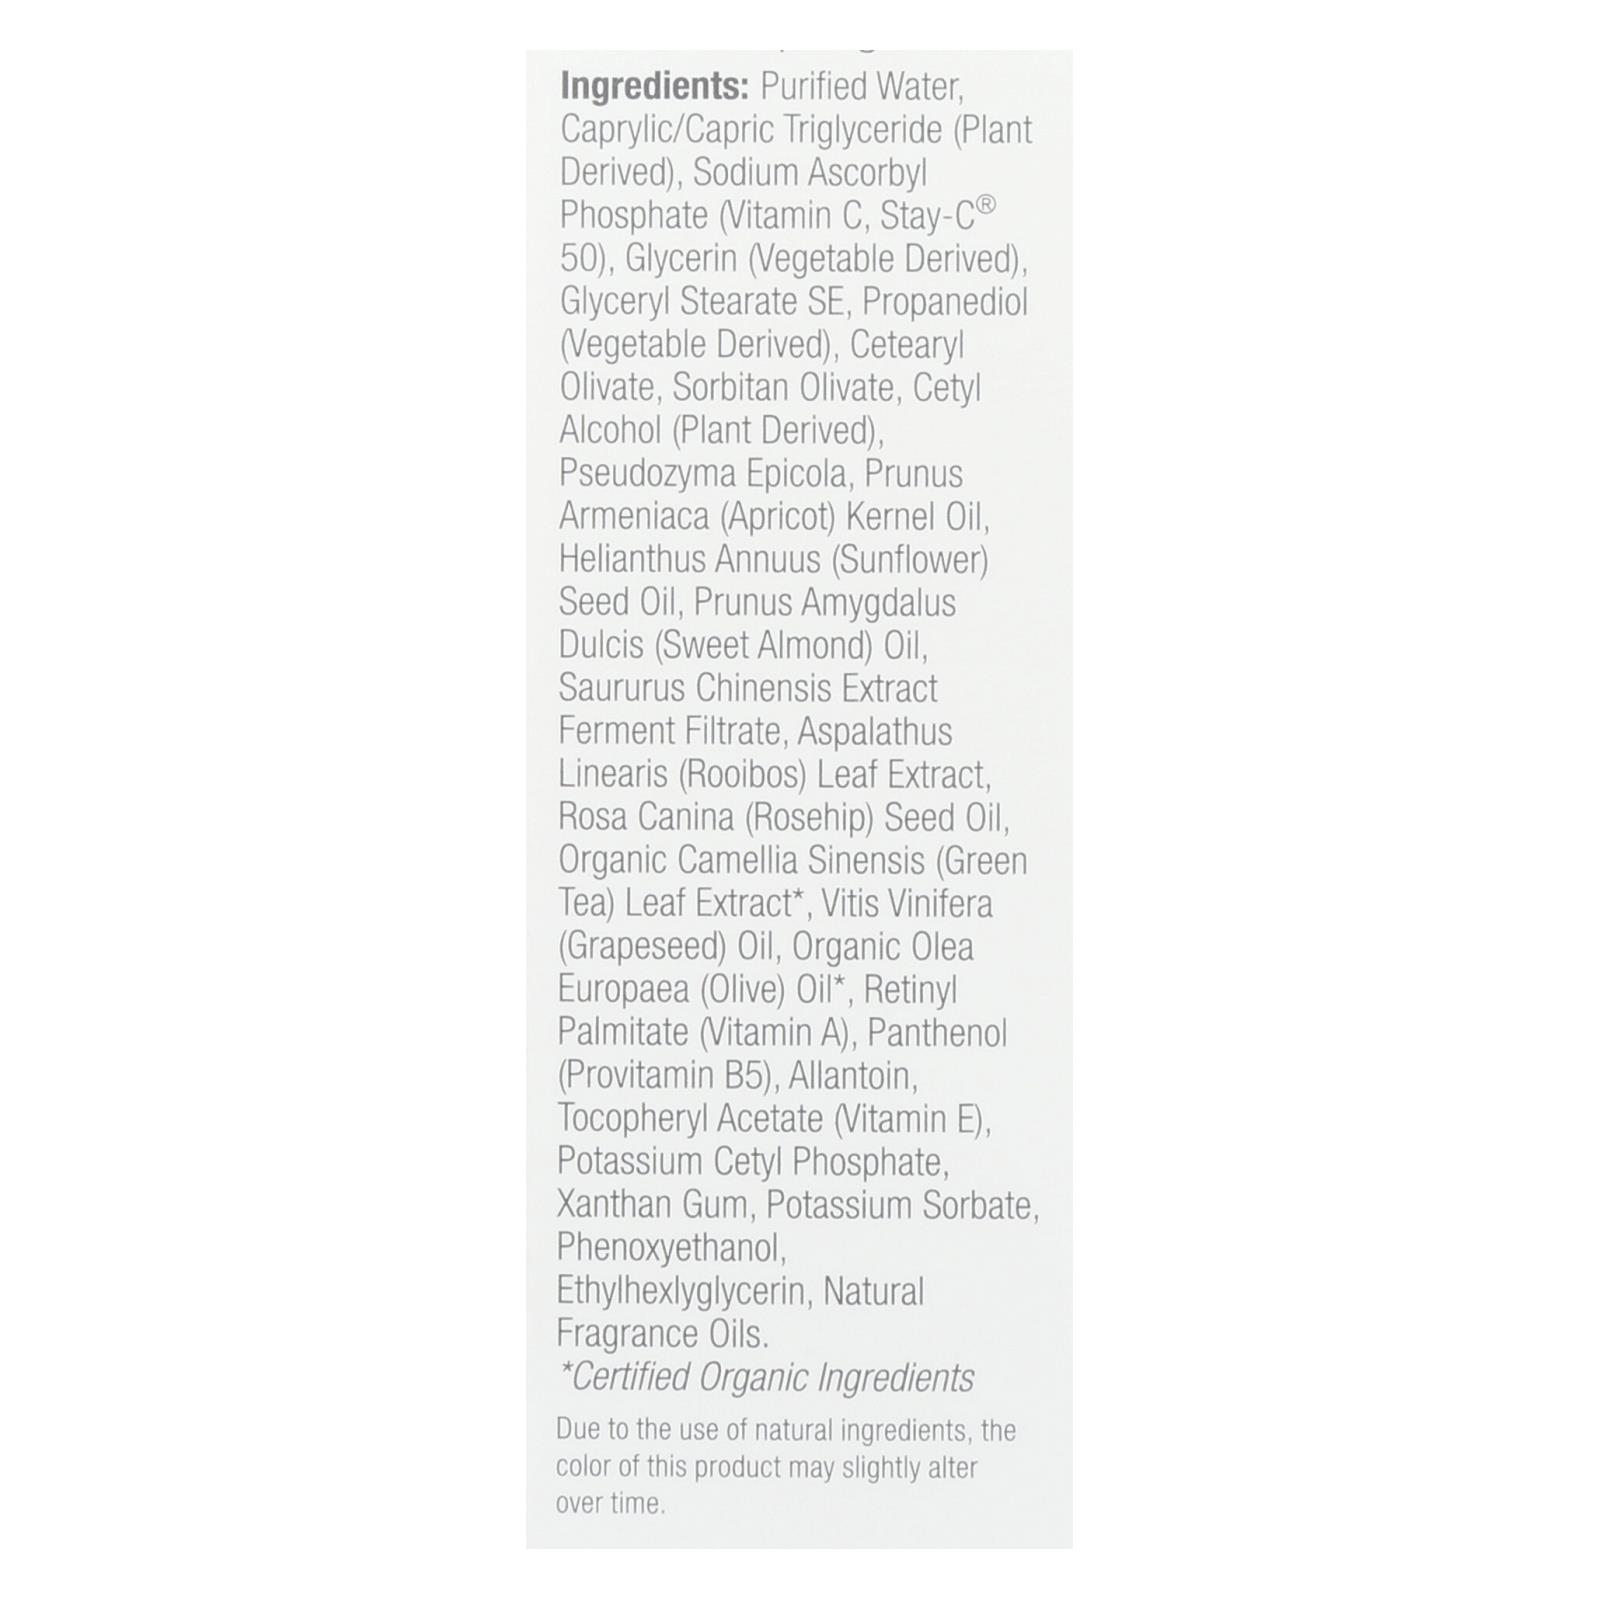 Ingredients: Purified Water,
Caprylic/Capric Triglyceride (Plant
Derived), Sodium Ascorbyl
Phosphate (Vitamin C, Stay-C®
50), Glycerin (Vegetable Derived),
Glyceryl Stearate SE, Propanediol
(Vegetable Derived), Cetearyl
Olivate, Sorbitan Olivate, Cetyl
Alcohol (Plant Derived),
Pseudozyma Epicola, Prunus
Armeniaca (Apricot) Kernel Oil,
Helianthus Annuus (Sunflower)
Seed Oil, Prunus Amygdalus
Dulcis (Sweet Almond) Oil,
Saururus Chinensis Extract
Ferment Filtrate, Aspalathus
Linearis (Rooibos) Leaf Extract,
Rosa Canina (Rosehip) Seed Oil,
Organic Camellia Sinensis (Green
Tea) Leaf Extract*, Vitis Vinifera
(Grapeseed) Oil, Organic Olea
Europaea (Olive) Oil*, Retinyl
Palmitate (Vitamin A), Panthenol
(Provitamin B5), Allantoin,
Tocopheryl Acetate (Vitamin E),
Potassium Cetyl Phosphate,
Xanthan Gum, Potassium Sorbate,
Phenoxyethanol,
Ethylhexlyglycerin, Natural
Fragrance Oils.
*Certified Organic Ingredients
Due to the use of natural ingredients, the
color of this product may slightly alter
over time.